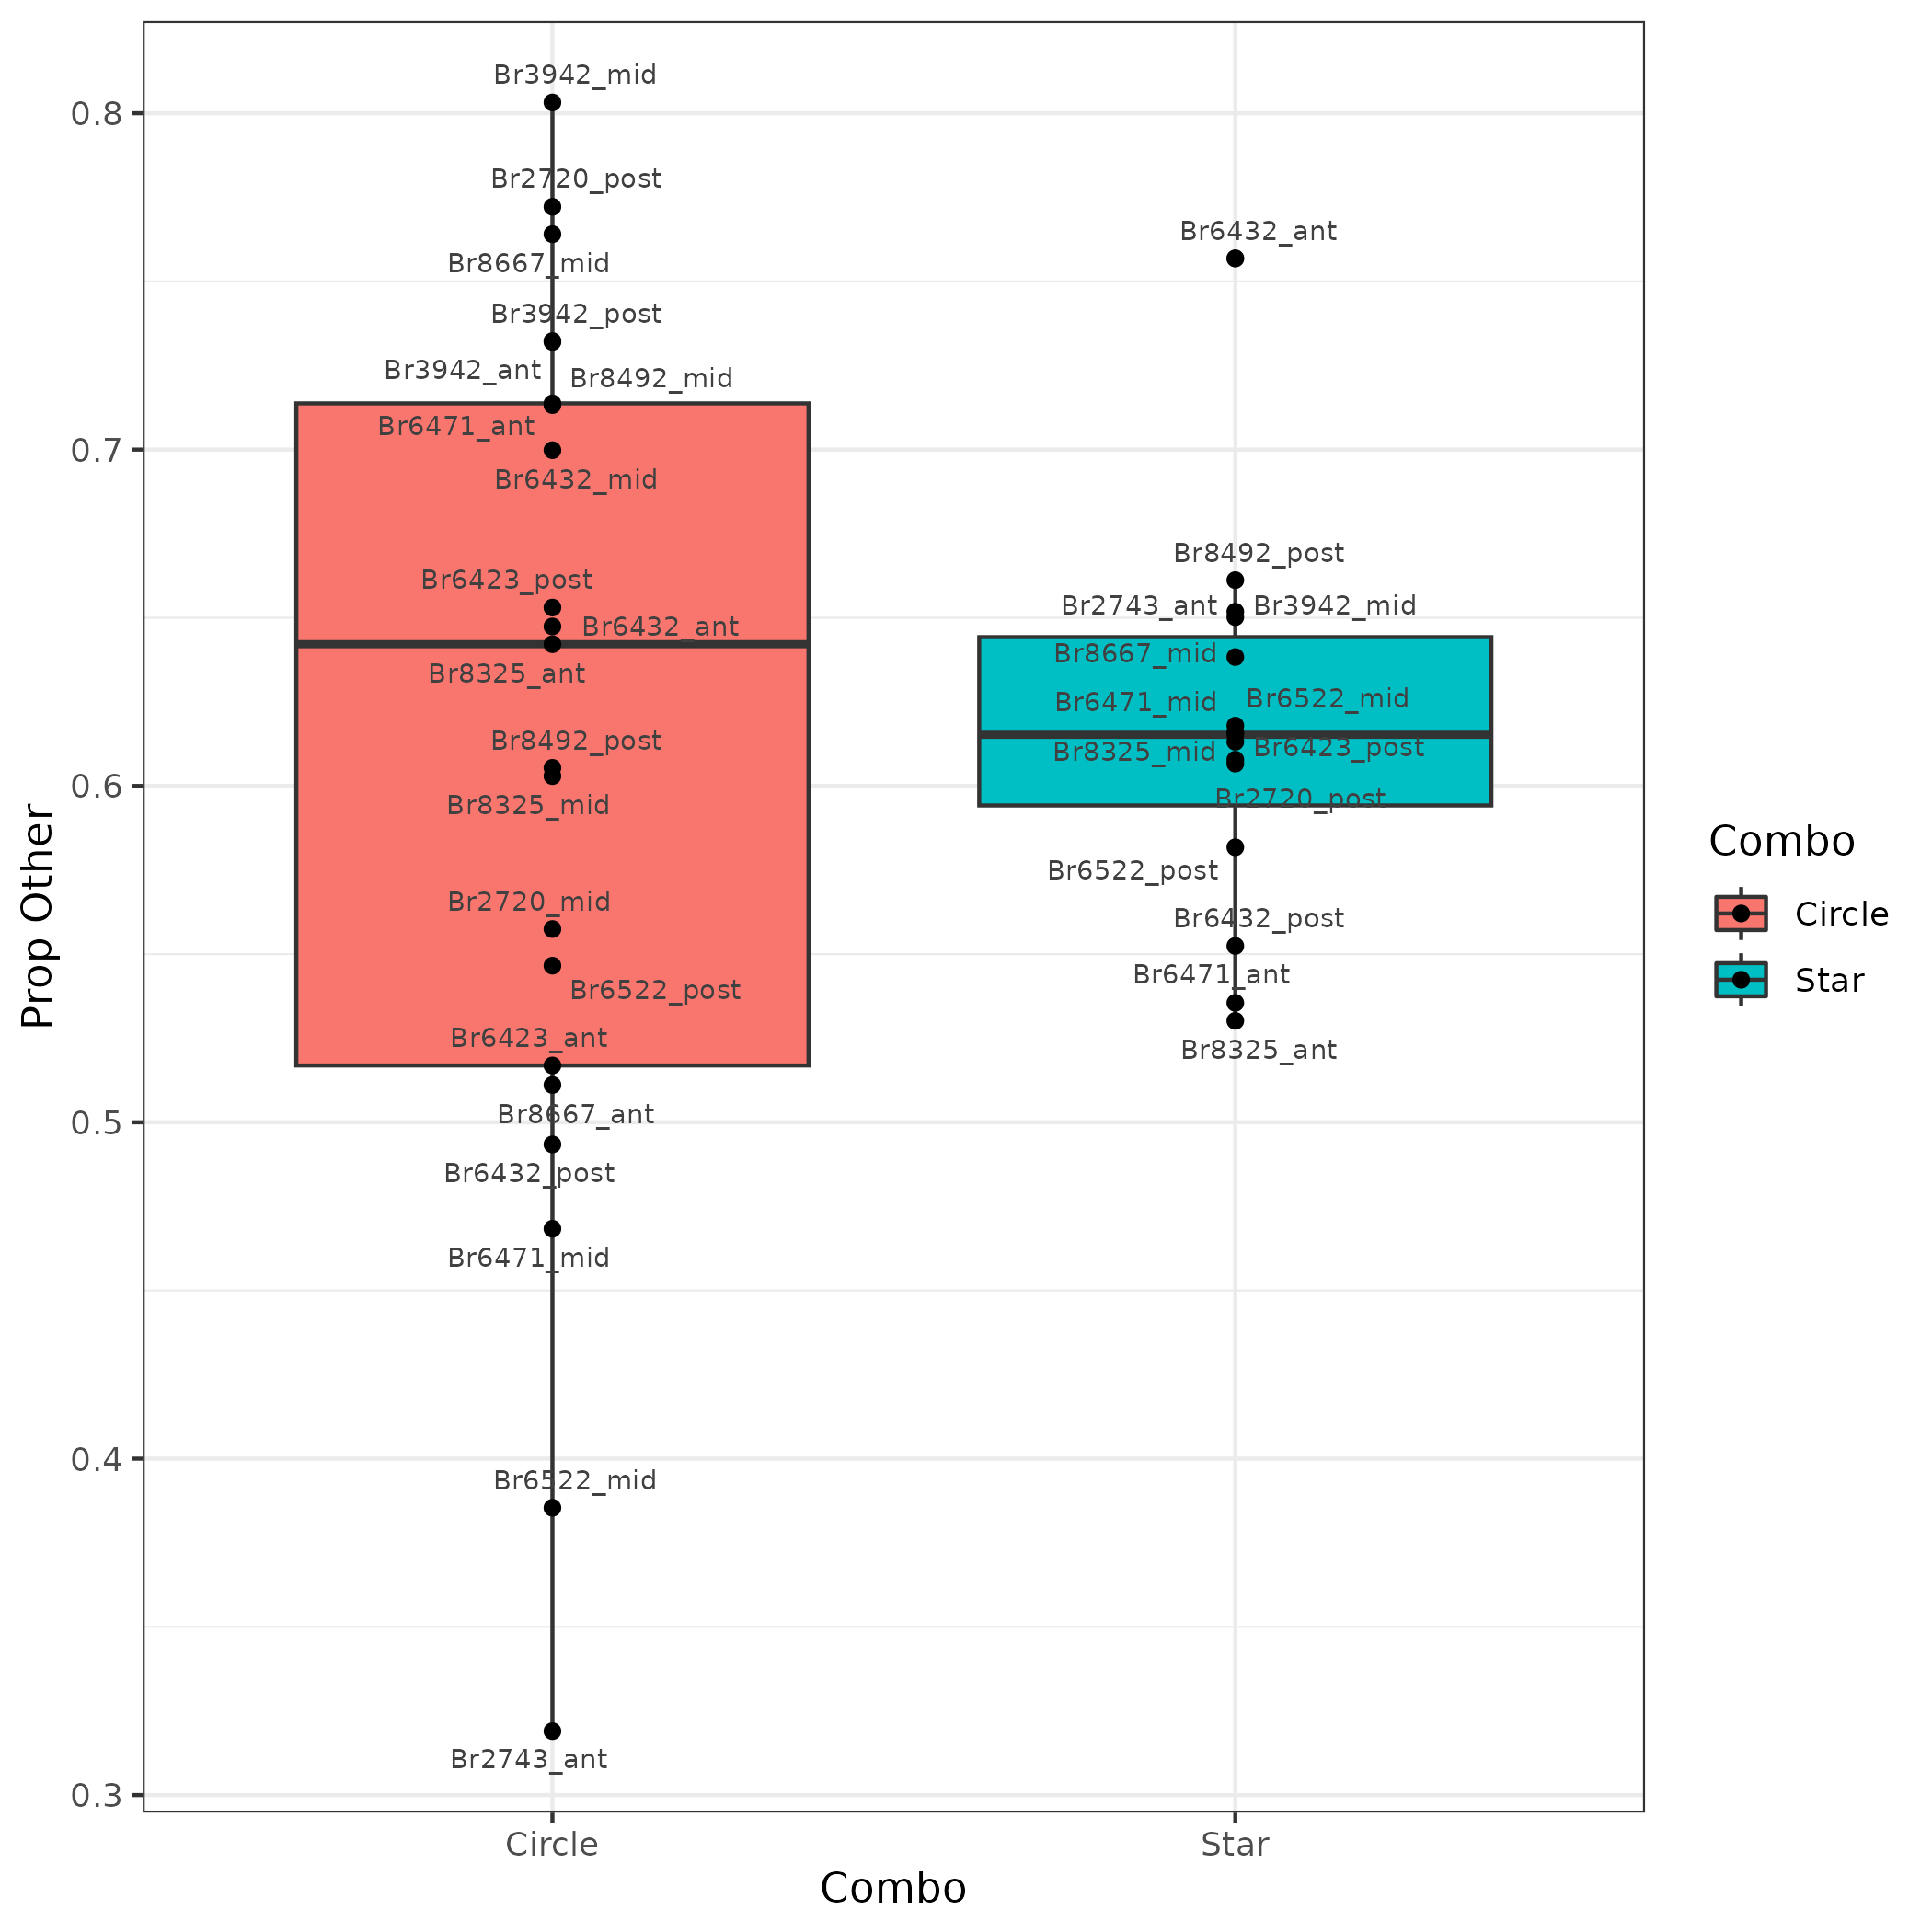 Br3942_mid
0.8
Br2720_post
Br6432_ant
Br8667_mid
Br3942_post
Br3942_ant
Br8492_mid
Br6471_ant
0.7
Br6432_mid
Br8492_post
Br6423_post
Br2743_ant
Br3942_mid
Br6432_ant
Br8667_mid
Br8325_ant
Br6471_mid
Br6522_mid
Br8492_post
Br8325_mid
Br6423_post
0.6
Br8325_mid
Br2720_post
Br6522_post
Br2720_mid
Br6432_post
Br6471_ant
Br6522_post
Br6423_ant
Br8325_ant
0.5
Br8667_ant
Br6432_post
Br6471_mid
0.4
Br6522_mid
Br2743_ant
0.3
Prop Other
Circle
Star
Combo
Combo
Circle
Star